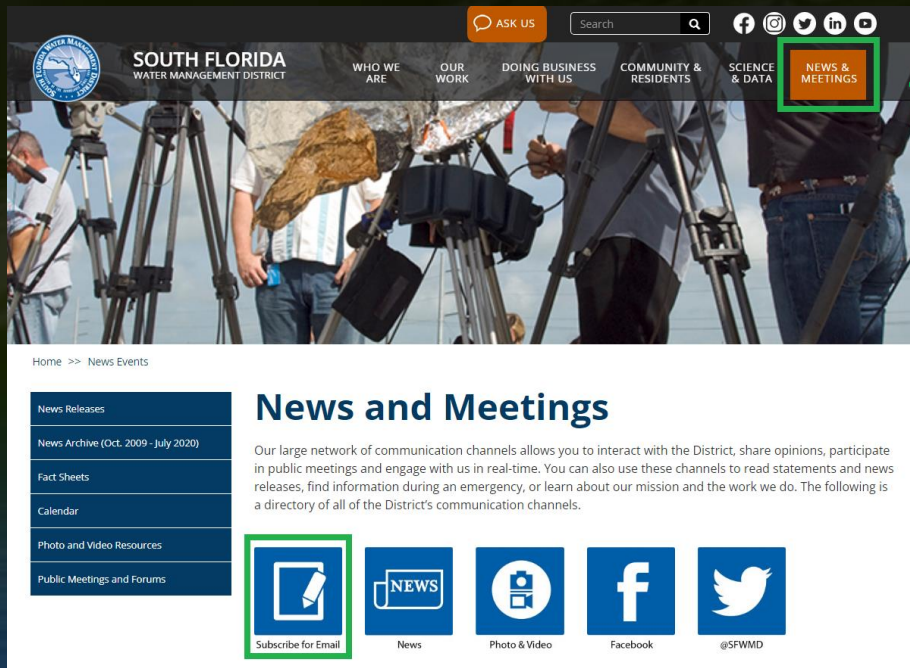 ASK US
Search
SOUTH FLORIDA WATER MANAGEMENT DISTRICT
SOUTH FLORIDA
WATER MANAGEMENT DISTRICT
WHO WE
ARE
OUR
WORK
DOING BUSINESS
WITH US
COMMUNITY &
RESIDENTS
SCIENCE
& DATA
NEWS &
MEETINGS
Home >> News Events
News Releases
News Archive (Oct. 2009 - July 2020)
Fact Sheets
Calendar
Photo and Video Resources
Public Meetings and Forums
News and Meetings
Our large network of communication channels allows you to interact with the District, share opinions, participate
in public meetings and engage with us in real-time. You can also use these channels to read statements and news
releases, find information during an emergency, or learn about our mission and the work we do. The following is
a directory of all of the District's communication channels.
Subscribe for Email
NEWS
News
Photo & Video
Facebook
@SFWMD